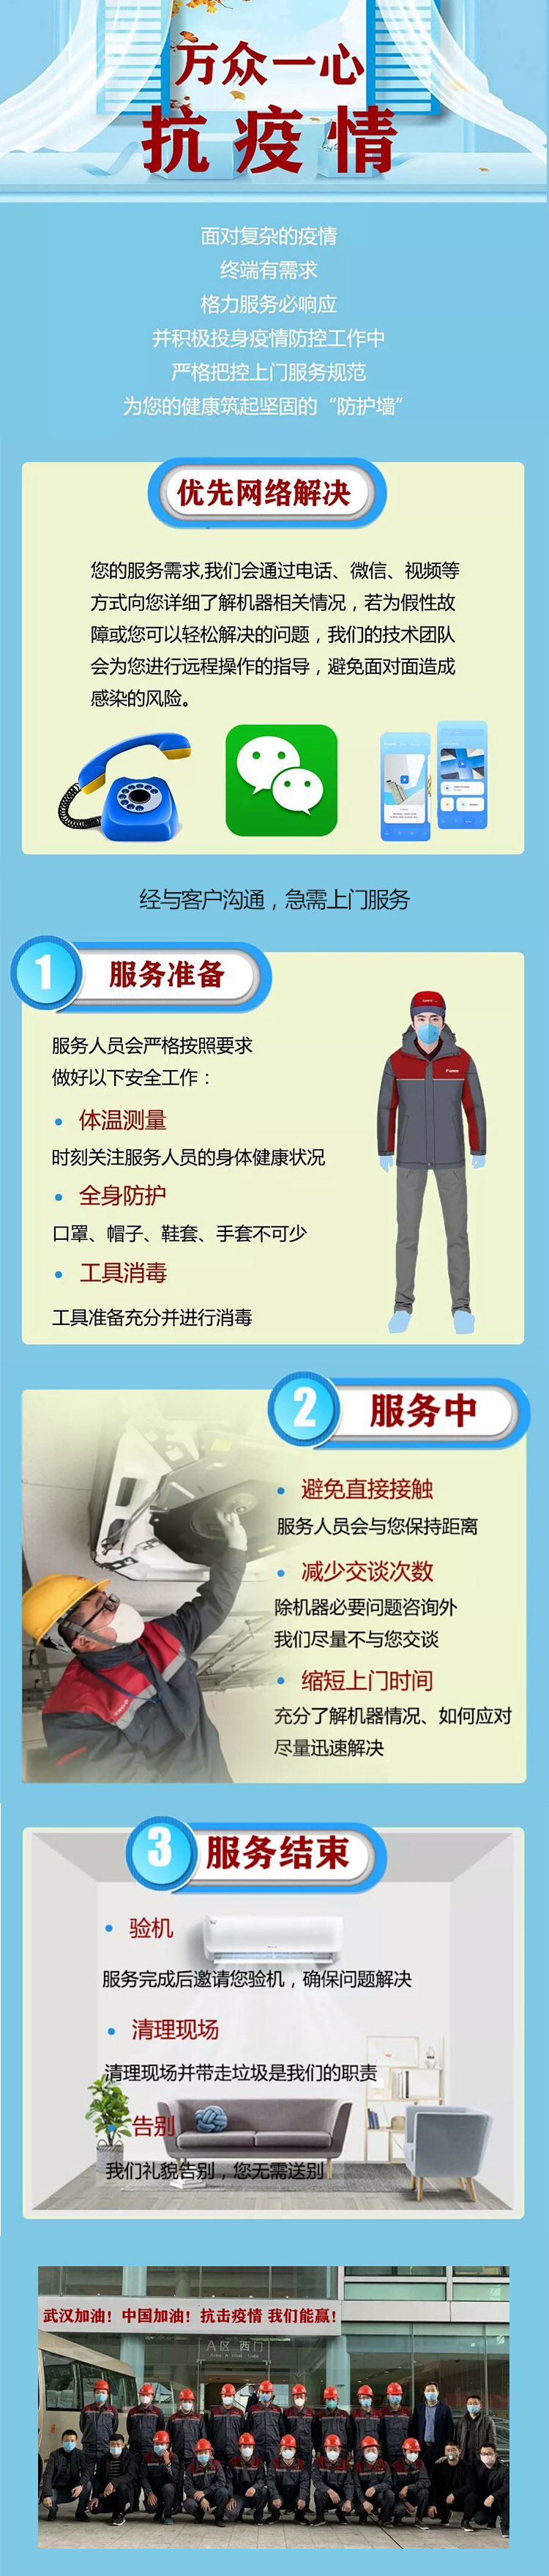 万众一心
抗疫情
面对复杂的疫情
终端有需求
格力服务必响应
并积极投身疫情防控工作中
严格把控上门服务规范
为您的健康筑起坚固的“防护墙”
优先网络解决
您的服务需求,我们会通过电话、微信、视频等
方式向您详细了解机器相关情况，若为假性故
障或您可以轻松解决的问题，我们的技术团队
会为您进行远程操作的指导，避免面对面造成
感染的风险。
经与客户沟通，急需上门服务
1 服务准备
服务人员会严格按照要求
做好以下安全工作：
• 体温测量
时刻关注服务人员的身体健康状况
• 全身防护
口罩、帽子、鞋套、手套不可少
• 工具消毒
工具准备充分并进行消毒
2 服务中
• 避免直接接触
服务人员会与您保持距离
• 减少交谈次数
除机器必要问题咨询外
我们尽量不与您交谈
• 缩短上门时间
充分了解机器情况、如何应对
尽量迅速解决
3 服务结束
• 验机
服务完成后邀请您验机，确保问题解决
• 清理现场
清理现场并带走垃圾是我们的职责
• 告别
我们礼貌告别，您无需送别
武汉加油！中国加油！抗击疫情 我们能赢！
A区 西门